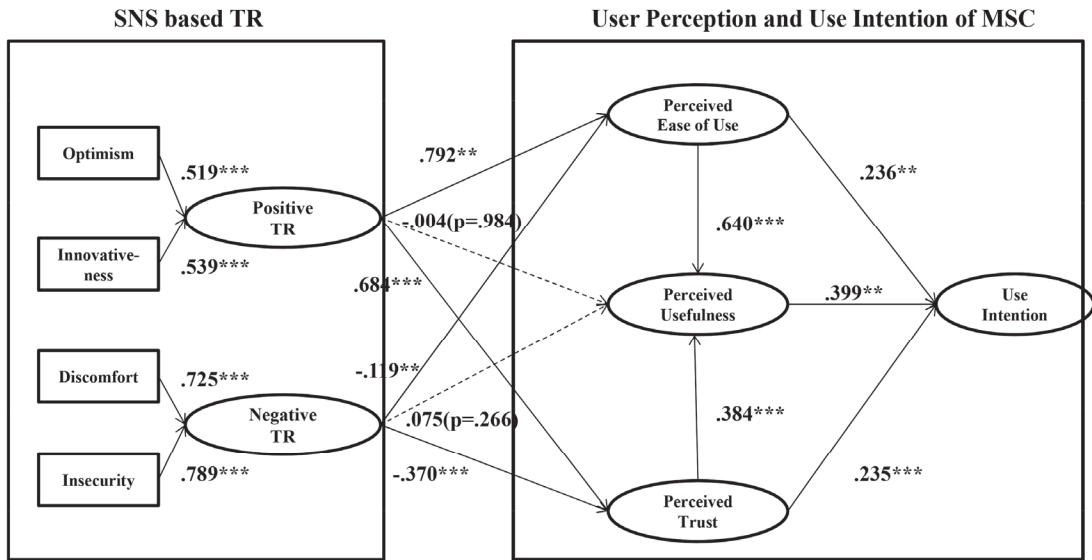 SNS based TR
User Perception and Use Intention of MSC
Optimism
.519***
Innovative-
ness
.539***
Positive
TR
Discomfort
.725***
Insecurity
.789***
Negative
TR
.792**
-.004(p=.984)
.684***
-.119**
.075(p=.266)
-.370***
Perceived
Ease of Use
.640***
Perceived
Usefulness
.384***
Perceived
Trust
.236**
.399**
.235***
Use
Intention